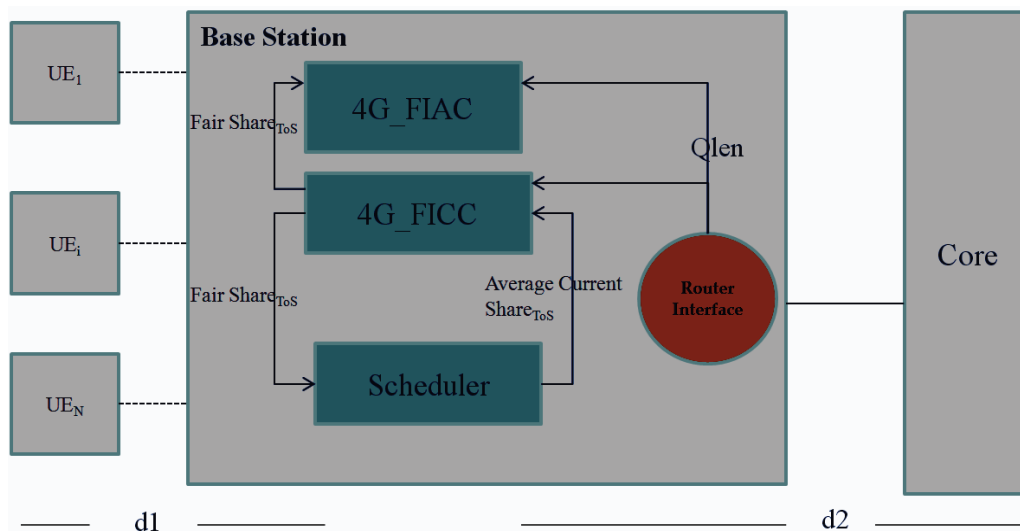 Base Station
UE1
4G_FIAC
Fair ShareToS
Qlen
4G_FICC
UEi
Core
Fair ShareToS
Average Current
ShareToS
Router
Interface
Scheduler
UEN
d1
d2